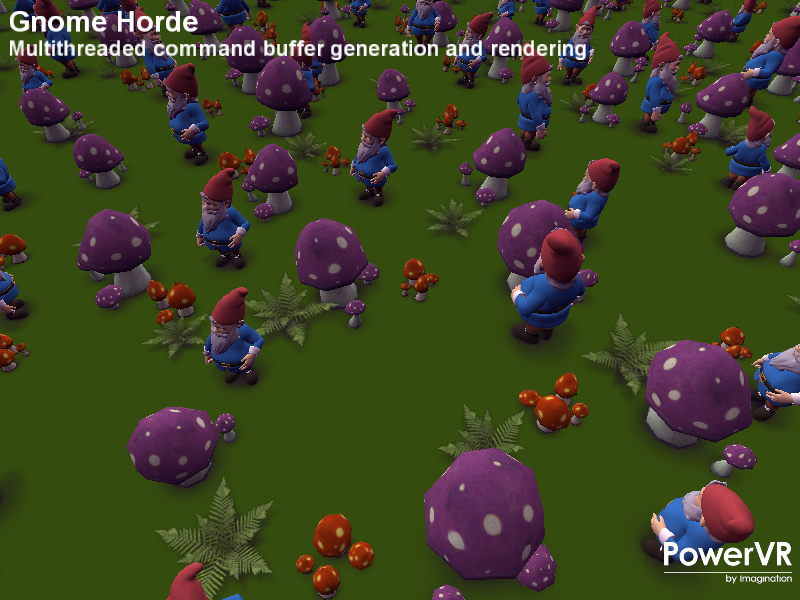 Gnome Horde
Multithreaded command buffer generation and rendering
PowerVR
by Imagination